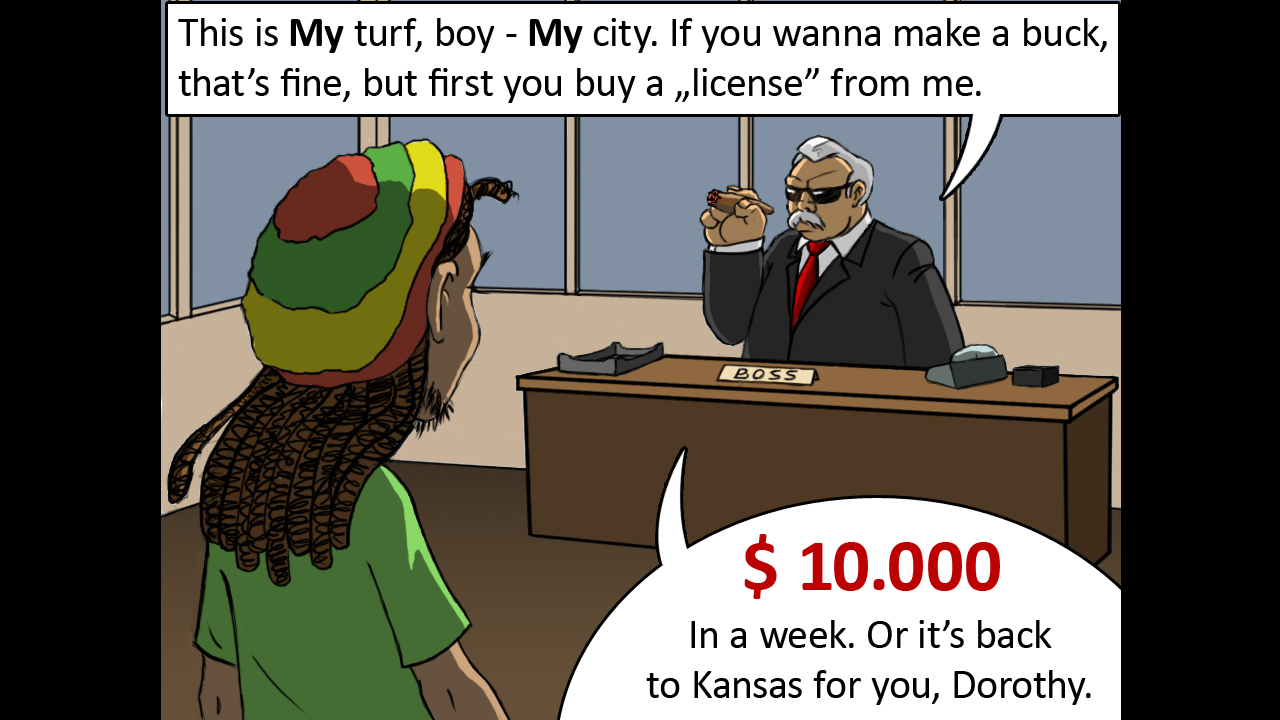 This is My turf, boy - My city. If you wanna make a buck,
that's fine, but first you buy a „license” from me.
BOSS
$ 10.000
In a week. Or it's back
to Kansas for you, Dorothy.